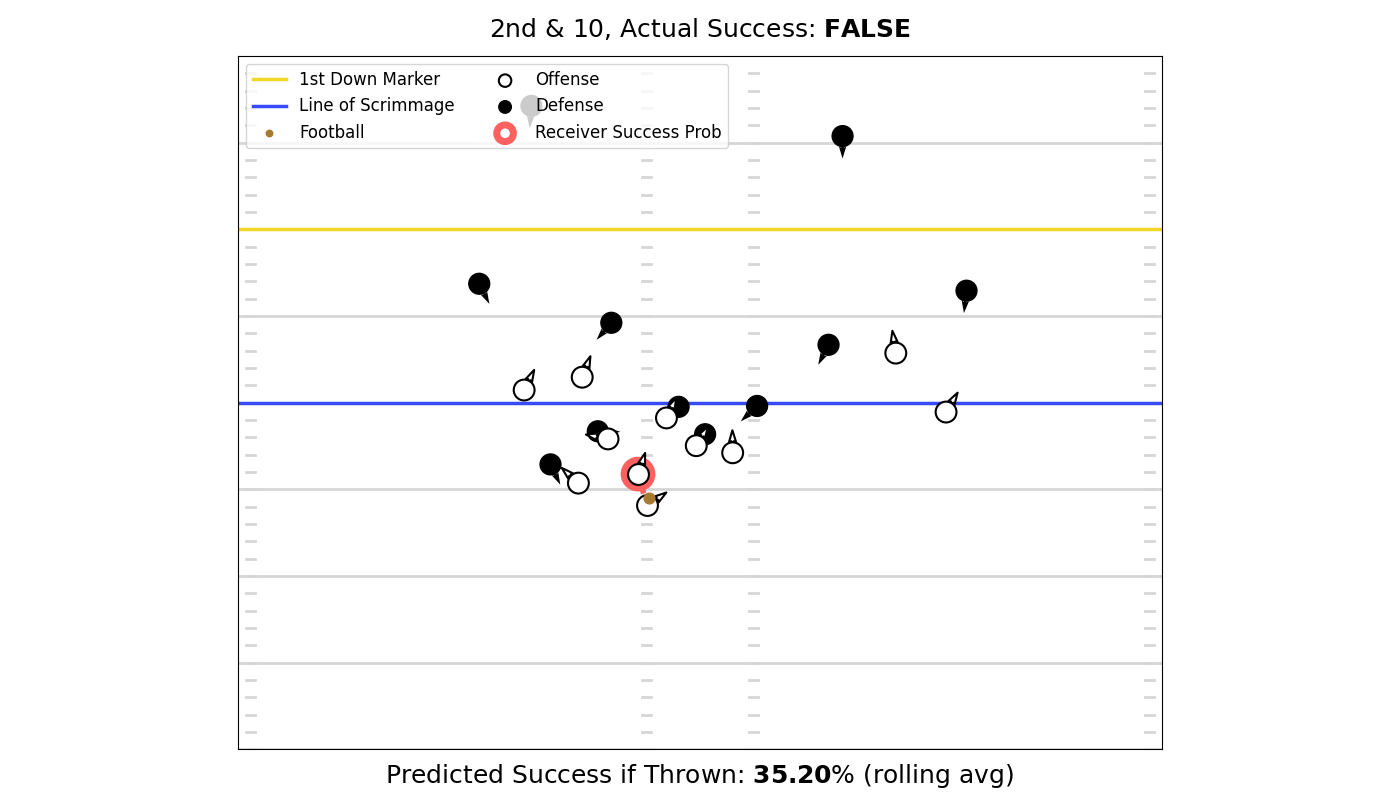 2nd & 10, Actual Success: FALSE
1st Down Marker
Line of Scrimmage
Football
Offense
Defense
Receiver Success Prob
Predicted Success if Thrown: 35.20% (rolling avg)